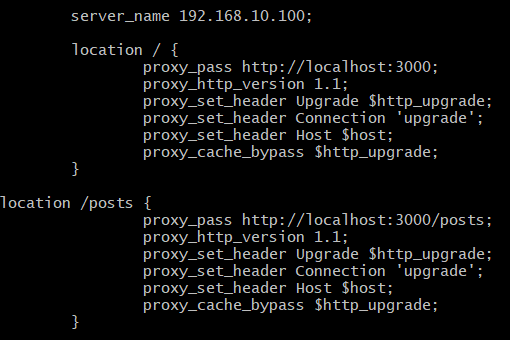 server_name 192.168.10.100;
location / {
proxy_pass http://localhost:3000;
proxy_http_version 1.1;
proxy_set_header Upgrade $http_upgrade;
proxy_set_header Connection 'upgrade';
proxy_set_header Host $host;
proxy_cache_bypass $http_upgrade;
}
location /posts {
proxy_pass http://localhost:3000/posts;
proxy_http_version 1.1;
proxy_set_header Upgrade $http_upgrade;
proxy_set_header Connection 'upgrade';
proxy_set_header Host $host;
proxy_cache_bypass $http_upgrade;
}